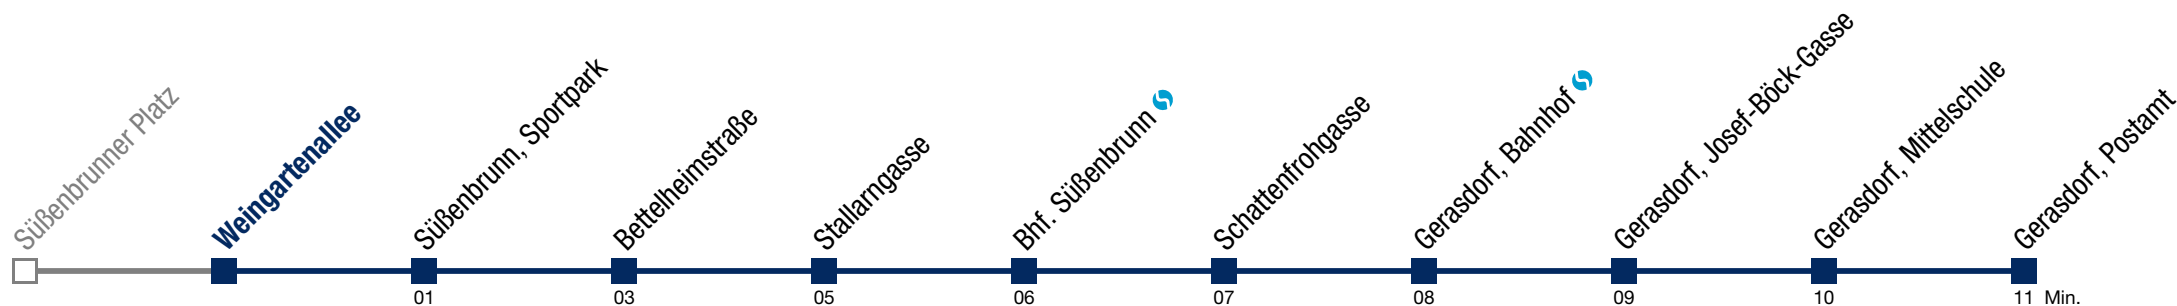 Süßenbrunner Platz
Weingartenallee
Süßenbrunn, Sportpark
Bettelheimstraße
Stallarngasse
Bhf. Süßenbrunn
Schattenfrohgasse
Gerasdorf, Bahnhof
Gerasdorf, Josef-Böck-Gasse
Gerasdorf, Mittelschule
Gerasdorf, Postamt
01 03 05 06 07 08 09 10 11 Min.